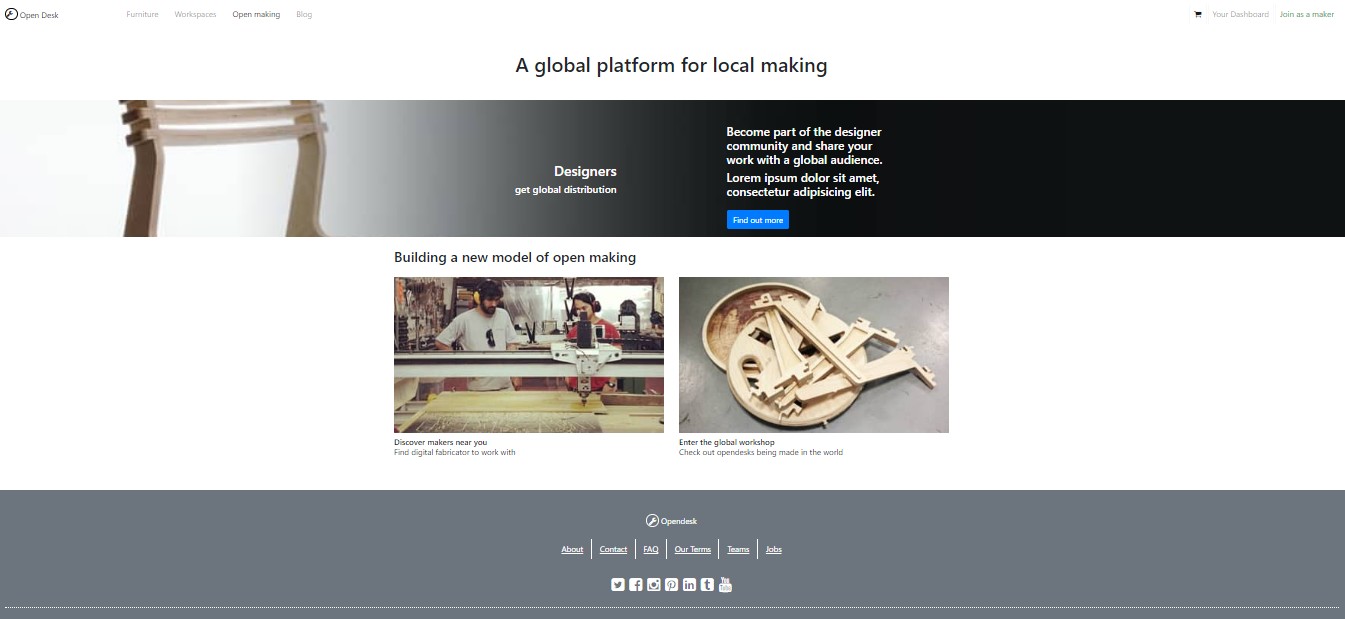 Open Desk
Furniture
Workspaces
Open making
Blog
Your Dashboard
Join as a maker
A global platform for local making
Designers
get global distribution
Become part of the designer
community and share your
work with a global audience.
Lorem ipsum dolor sit amet,
consectetur adipisicing elit.
Find out more
Building a new model of open making
Discover makers near you
Find digital fabricator to work with
Enter the global workshop
Check out opendesks being made in the world
Opendesk
About
Contact
FAQ
Our Terms
Teams
Jobs